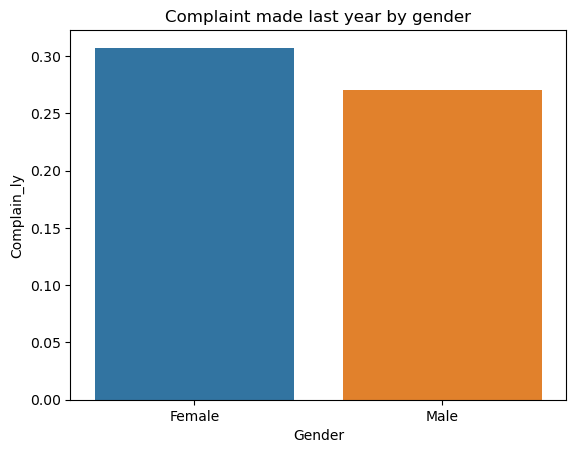 Complaint made last year by gender
0.30
0.25
0.20
0.15
0.10
0.05
0.00
Complain_ly
Female
Male
Gender